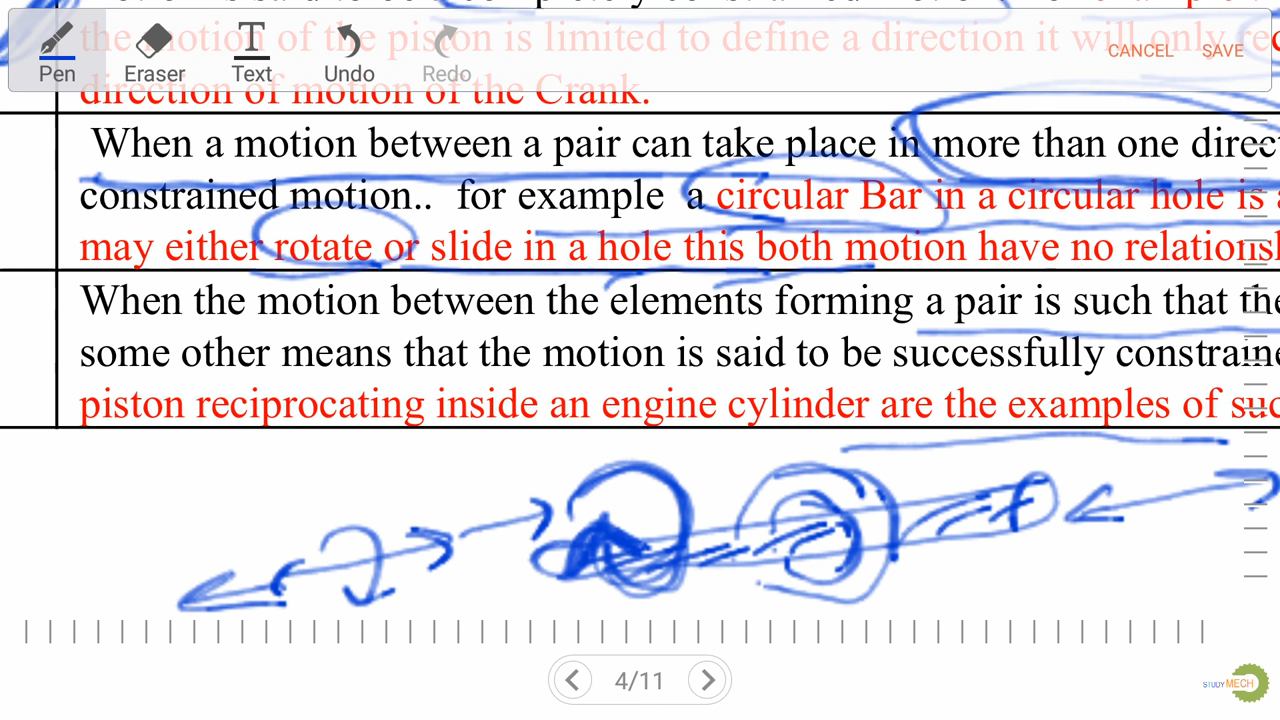 the motion of the piston is limited to define a direction it will only
direction of motion of the Crank.
Pen
Eraser
Text
Undo
Redo
CANCEL
SAVE
When a motion between a pair can take place in more than one direc
constrained motion.. for example a circular Bar in a circular hole is
may either rotate or slide in a hole this both motion have no relations
When the motion between the elements forming a pair is such that the
some other means that the motion is said to be successfully constraine
piston reciprocating inside an engine cylinder are the examples of suc
4/11
STUDY MECH